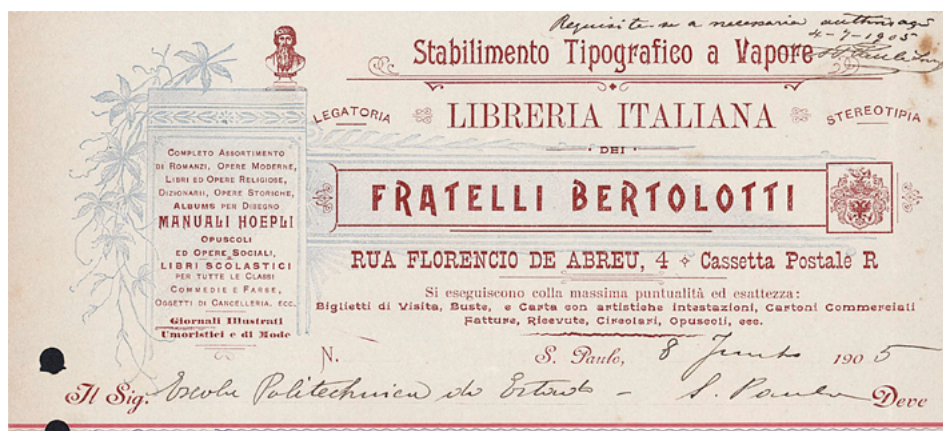 Requisite-se a necessaria
4-7-1905
Stabilimento Tipografico a Vapore
LEGATORIA
LIBRERIA ITALIANA
STEREOTIPIA
DEI
FRATELLI BERTOLOTTI
RUA FLORENCIO DE ABREU, 4 Cassetta Postale R
Si eseguiscono colla massima puntualità ed esattezza:
Biglietti di Visita, Buste, e Carta con artistiche intestazioni, Cartoni Commerciali
Fatture, Ricevute, Circolari, Opuscoli, ecc.
COMPLETO ASSORTIMENTO
DI ROMANZI, OPERE MODERNE,
LIBRI ED OPERE RELIGIOSE,
DIZIONARII, OPERE STORICHE,
ALBUMS PER DISEGNO
MANUALI HOEPLI
OPUSCOLI
ED OPERE SOCIALI,
LIBRI SCOLASTICI
PER TUTTE LE CLASSI
COMMEDIE E FARSE,
OGGETTI DI CANCELLERIA, ECC.
Giornali Illustrati
Umoristici e di Mode
N. S. Paulo, 8 Junho 1905
Il Sig. Escola Politechnica do Estado - S. Paulo Deve